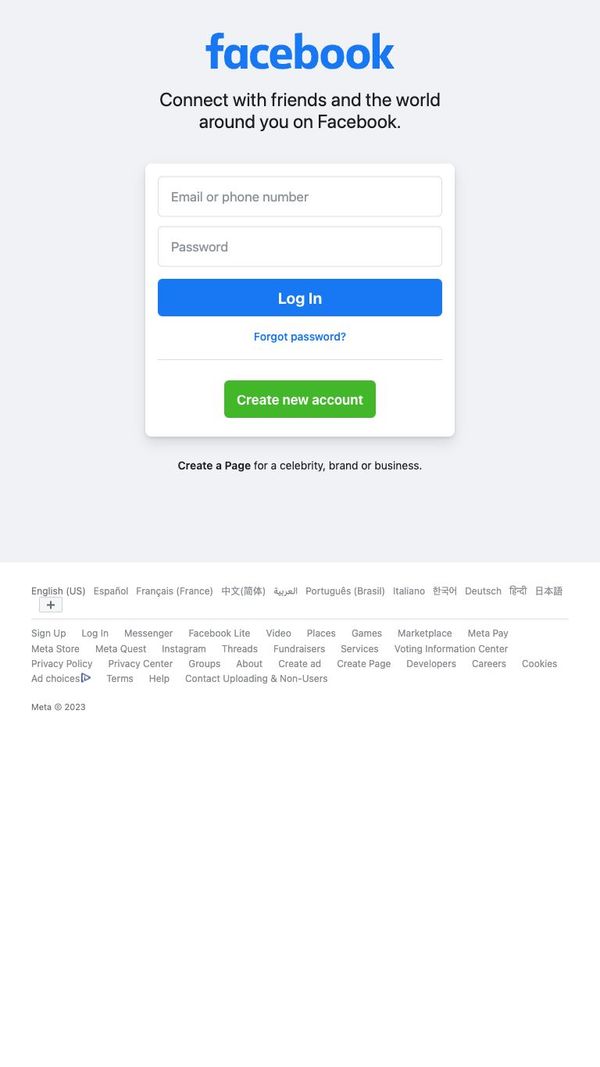 facebook
Connect with friends and the world
around you on Facebook.
Email or phone number
Password
Log In
Forgot password?
Create new account
Create a Page for a celebrity, brand or business.
English (US) Español Français (France) 中文(简体) العربية Português (Brasil) Italiano 한국어 Deutsch हिन्दी 日本語
+
Sign Up Log In Messenger Facebook Lite Video Places Games Marketplace Meta Pay
Meta Store Meta Quest Instagram Threads Fundraisers Services Voting Information Center
Privacy Policy Privacy Center Groups About Create ad Create Page Developers Careers Cookies
Ad choices Terms Help Contact Uploading & Non-Users
Meta © 2023